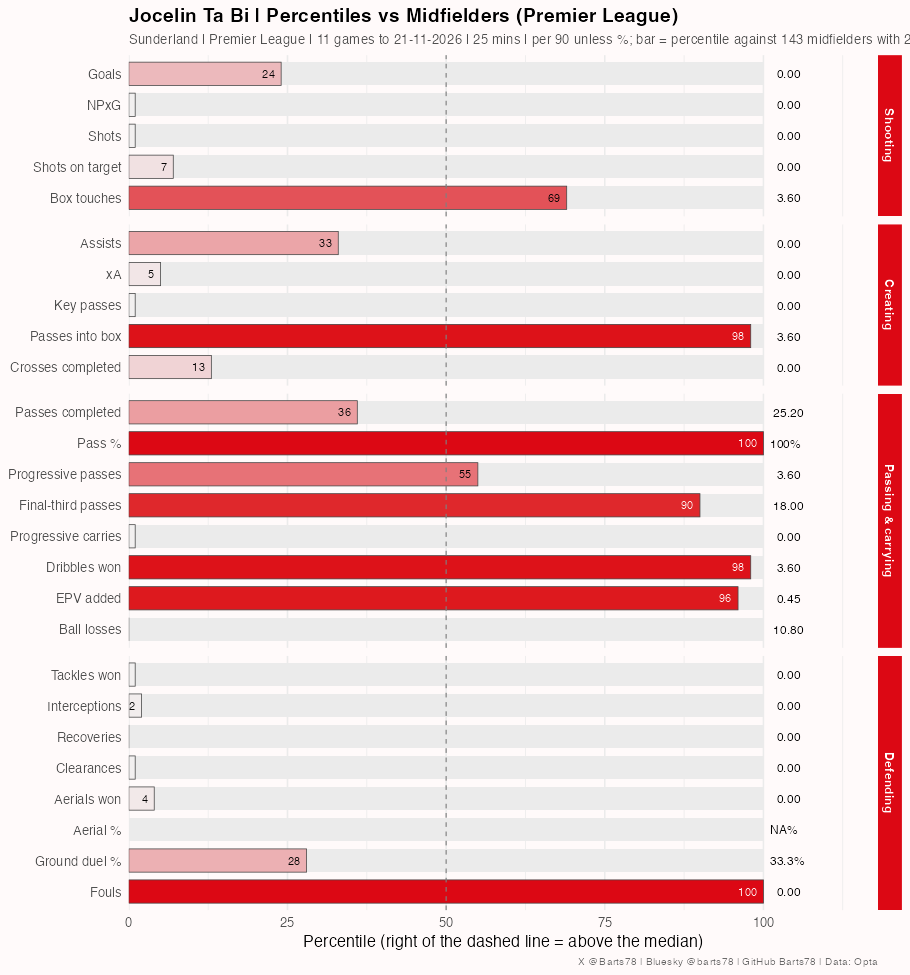 Jocelin Ta Bi | Percentiles vs Midfielders (Premier League)
Sunderland | Premier League | 11 games to 21-11-2026 | 25 mins | per 90 unless %; bar = percentile against 143 midfielders with 2
Goals 24 0.00
NPxG 0.00
Shots 0.00
Shots on target 7 0.00
Box touches 69 3.60
Shooting
Assists 33 0.00
xA 5 0.00
Key passes 0.00
Passes into box 98 3.60
Crosses completed 13 0.00
Creating
Passes completed 36 25.20
Pass % 100 100%
Progressive passes 55 3.60
Final-third passes 90 18.00
Progressive carries 0.00
Dribbles won 98 3.60
EPV added 96 0.45
Ball losses 10.80
Passing & carrying
Tackles won 0.00
Interceptions 2 0.00
Recoveries 0.00
Clearances 0.00
Aerials won 4 0.00
Aerial % NA%
Ground duel % 28 33.3%
Fouls 100 0.00
Defending
0 25 50 75 100
Percentile (right of the dashed line = above the median)
X @Barts78 | Bluesky @barts78 | GitHub Barts78 | Data: Opta